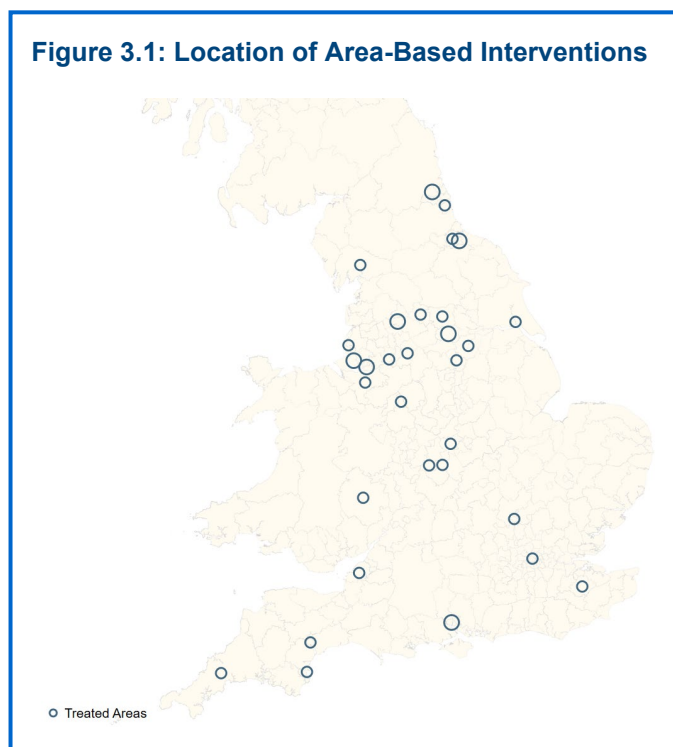 Figure 3.1: Location of Area-Based Interventions
Treated Areas